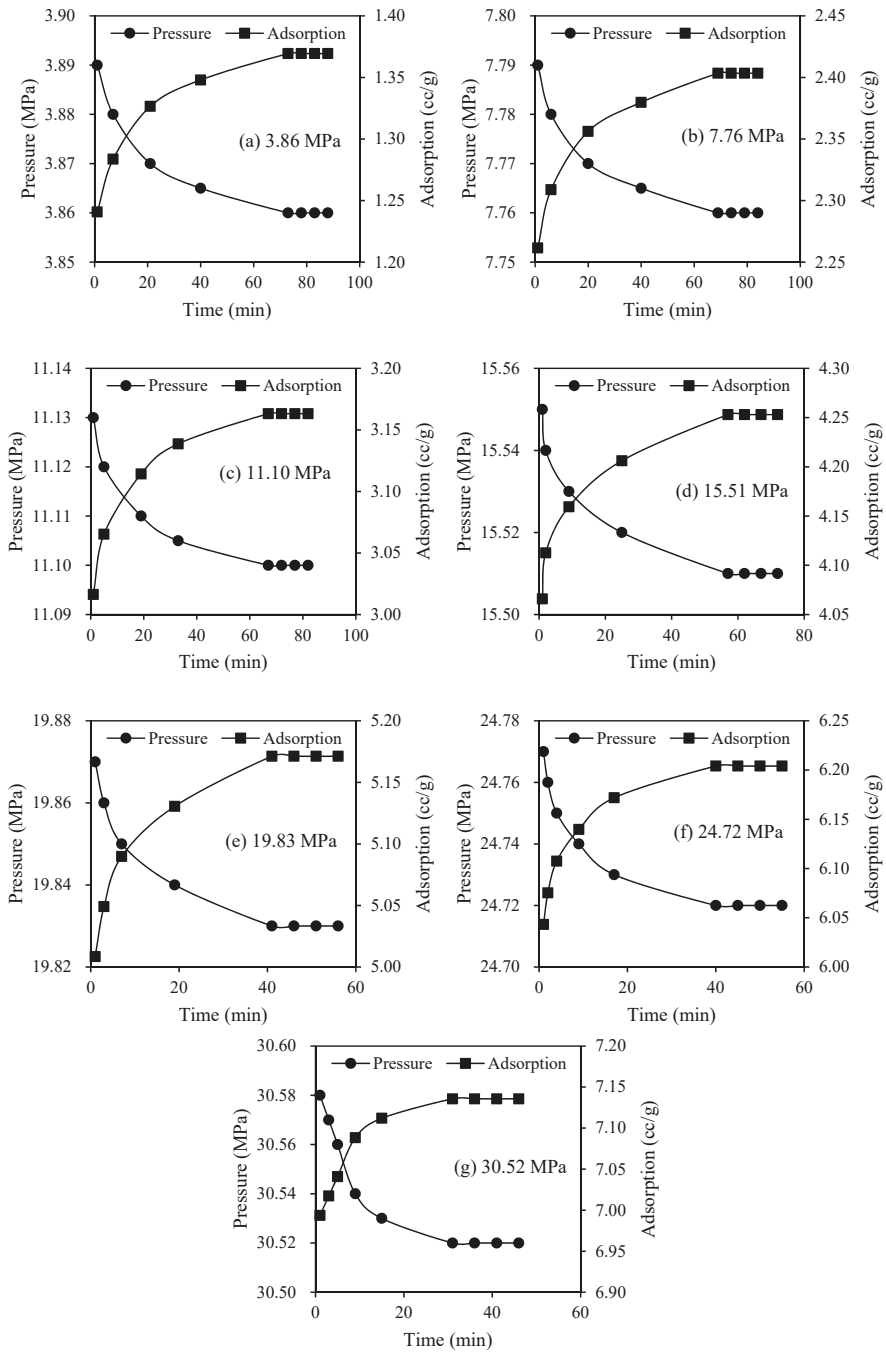 Pressure Adsorption
3.90
3.89
3.88
3.87
3.86
3.85
Pressure (MPa)
1.40
1.35
1.30
1.25
1.20
Adsorption (cc/g)
(a) 3.86 MPa
0 20 40 60 80 100
Time (min)
Pressure Adsorption
7.80
7.79
7.78
7.77
7.76
7.75
Pressure (MPa)
2.45
2.40
2.35
2.30
2.25
Adsorption (cc/g)
(b) 7.76 MPa
0 20 40 60 80 100
Time (min)
Pressure Adsorption
11.14
11.13
11.12
11.11
11.10
11.09
Pressure (MPa)
3.20
3.15
3.10
3.05
3.00
Adsorption (cc/g)
(c) 11.10 MPa
0 20 40 60 80 100
Time (min)
Pressure Adsorption
15.56
15.54
15.52
15.50
Pressure (MPa)
4.30
4.25
4.20
4.15
4.10
4.05
Adsorption (cc/g)
(d) 15.51 MPa
0 20 40 60 80
Time (min)
Pressure Adsorption
19.88
19.86
19.84
19.82
Pressure (MPa)
5.20
5.15
5.10
5.05
5.00
Adsorption (cc/g)
(e) 19.83 MPa
0 20 40 60
Time (min)
Pressure Adsorption
24.78
24.76
24.74
24.72
24.70
Pressure (MPa)
6.25
6.20
6.15
6.10
6.05
6.00
Adsorption (cc/g)
(f) 24.72 MPa
0 20 40 60
Time (min)
Pressure Adsorption
30.60
30.58
30.56
30.54
30.52
30.50
Pressure (MPa)
7.20
7.15
7.10
7.05
7.00
6.95
6.90
Adsorption (cc/g)
(g) 30.52 MPa
0 20 40 60
Time (min)